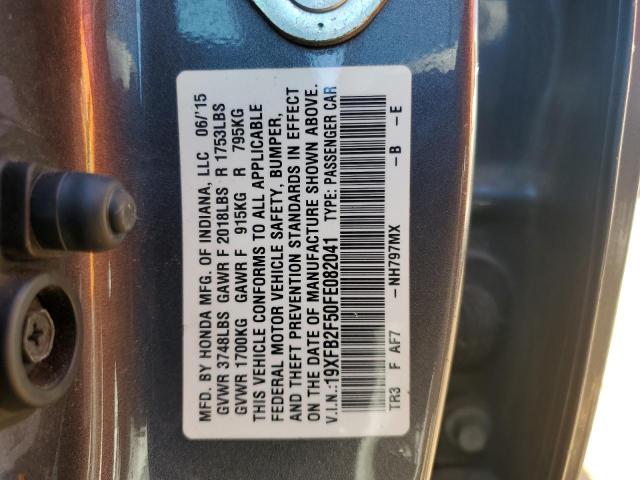 MFD. BY HONDA MFG. OF INDIANA, LLC 06/'15
GVWR 3748LBS GAWR F 2018LBS R 1753LBS
GVWR 1700KG GAWR F 915KG R 795KG
THIS VEHICLE CONFORMS TO ALL APPLICABLE
FEDERAL MOTOR VEHICLE SAFETY, BUMPER,
AND THEFT PREVENTION STANDARDS IN EFFECT
ON THE DATE OF MANUFACTURE SHOWN ABOVE.
V.I.N.:19XFB2F50FE082041 TYPE: PASSENGER CAR
TR3 F AF7 -NH797MX -B -E